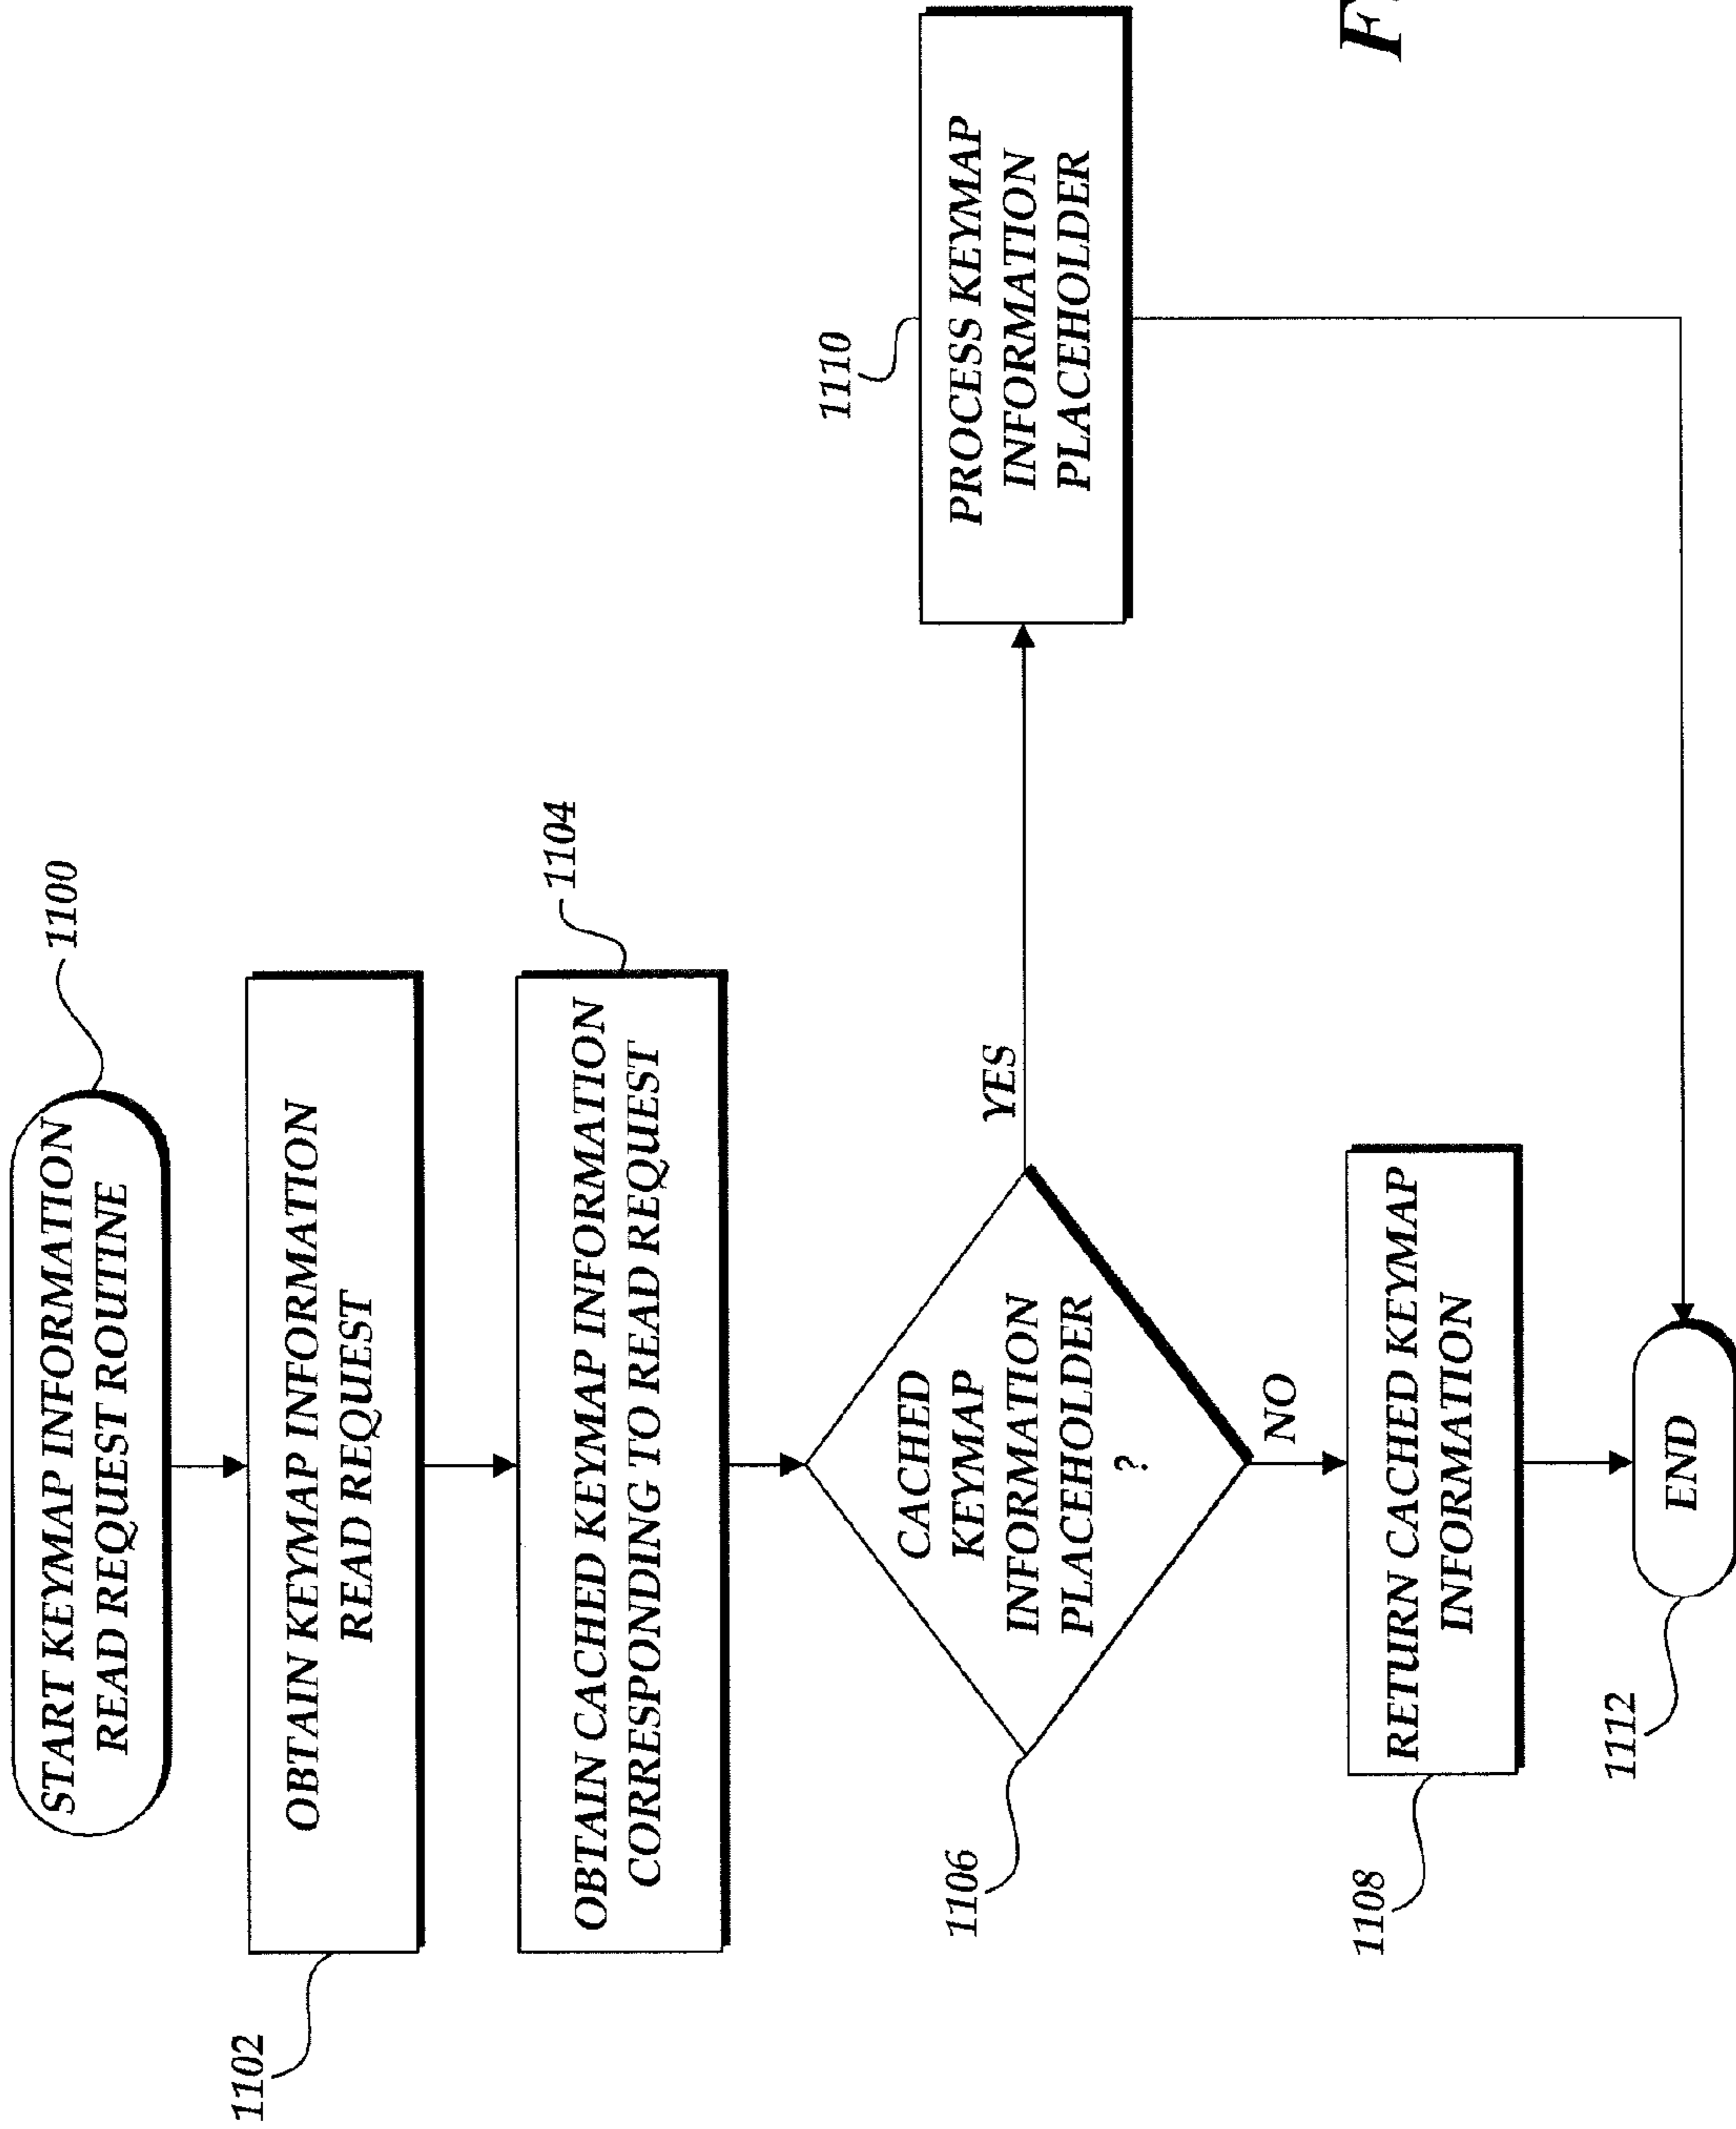 START KEYMAP INFORMATION
READ REQUEST ROUTINE
1100
1102
OBTAIN KEYMAP INFORMATION
READ REQUEST
1104
OBTAIN CACHED KEYMAP INFORMATION
CORRESPONDING TO READ REQUEST
1106
CACHED
KEYMAP
INFORMATION
PLACEHOLDER
?
YES
1110
PROCESS KEYMAP
INFORMATION
PLACEHOLDER
NO
1108
RETURN CACHED KEYMAP
INFORMATION
1112
END